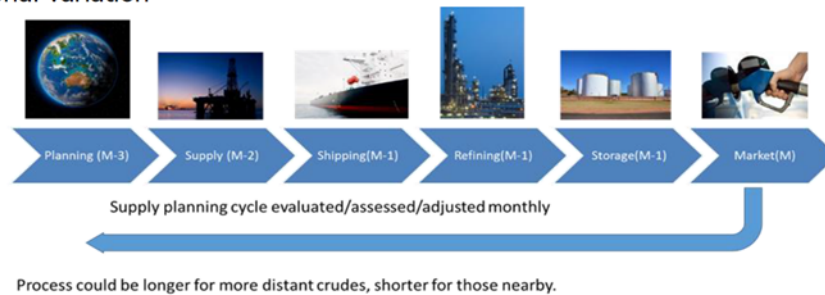 Planning (M-3)
Supply (M-2)
Shipping(M-1)
Refining(M-1)
Storage(M-1)
Market(M)
Supply planning cycle evaluated/assessed/adjusted monthly
Process could be longer for more distant crudes, shorter for those nearby.